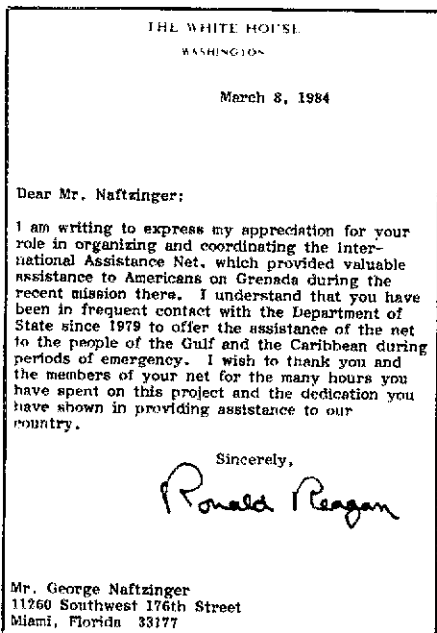 THE WHITE HOUSE
WASHINGTON
March 8, 1984
Dear Mr. Naftzinger:
I am writing to express my appreciation for your
role in organizing and coordinating the Inter-
national Assistance Net, which provided valuable
assistance to Americans on Grenada during the
recent mission there. I understand that you have
been in frequent contact with the Department of
State since 1979 to offer the assistance of the net
to the people of the Gulf and the Caribbean during
periods of emergency. I wish to thank you and
the members of your net for the many hours you
have spent on this project and the dedication you
have shown in providing assistance to our
country.
Sincerely,
Ronald Reagan
Mr. George Naftzinger
11260 Southwest 176th Street
Miami, Florida 33177